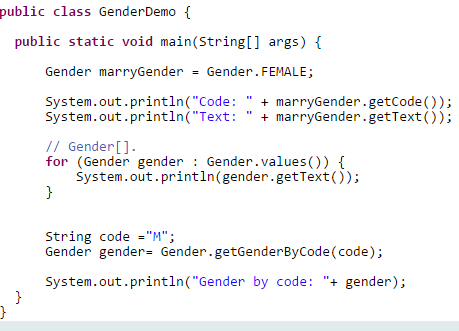 public class GenderDemo {
public static void main(String[] args) {
Gender marryGender = Gender.FEMALE;
System.out.println("Code: " + marryGender.getCode());
System.out.println("Text: " + marryGender.getText());
// Gender[].
for (Gender gender : Gender.values()) {
System.out.println(gender.getText());
}
String code ="M";
Gender gender= Gender.getGenderByCode(code);
System.out.println("Gender by code: "+ gender);
}
}